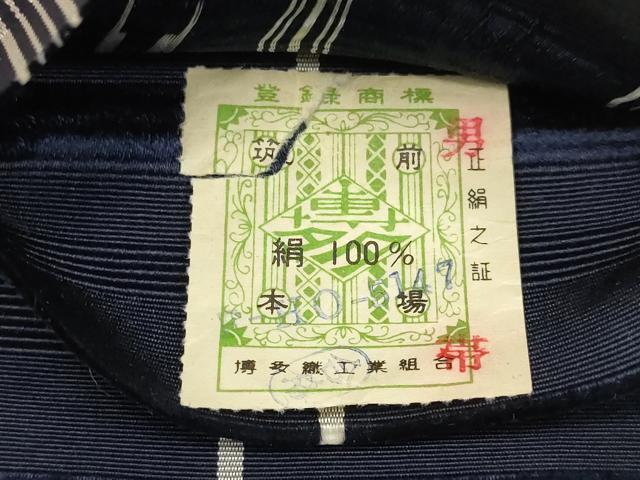 登録商標
筑前
博多
絹 100%
本場
博多織工業組合
正絹之証
男帯